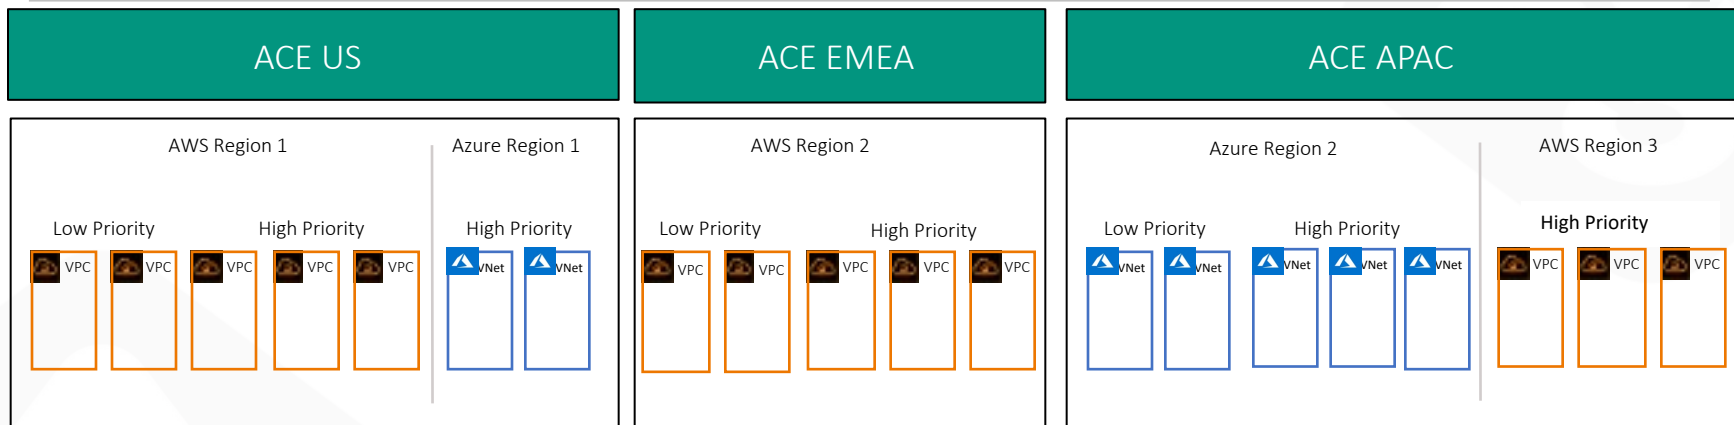 ACE US
ACE EMEA
ACE APAC
AWS Region 1
Azure Region 1
AWS Region 2
Azure Region 2
AWS Region 3
Low Priority
High Priority
High Priority
Low Priority
High Priority
Low Priority
High Priority
High Priority
VPC
VPC
VPC
VPC
VPC
VNet
VNet
VPC
VPC
VPC
VPC
VPC
VNet
VNet
VNet
VNet
VNet
VPC
VPC
VPC